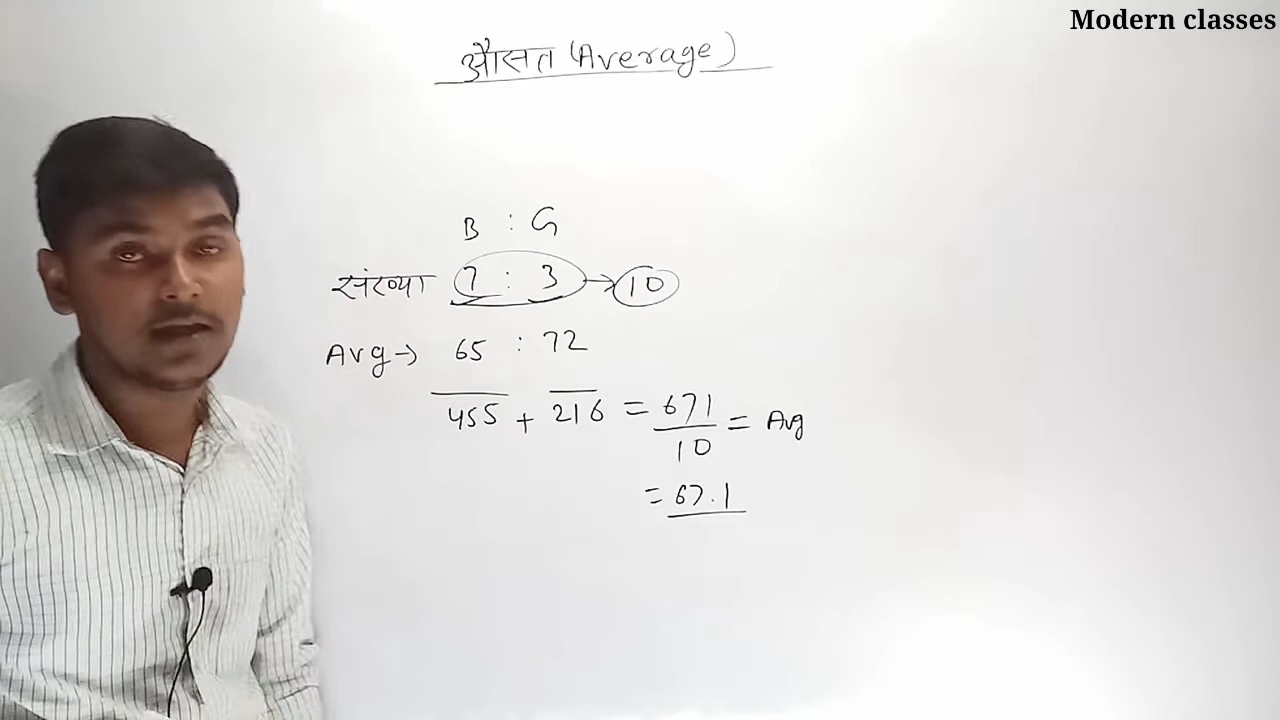 Modern classes
औसत (Average)
B : G
संख्या 7 : 3 → 10
Avg → 65 : 72
455 + 216 = 671/10 = Avg
= 67.1